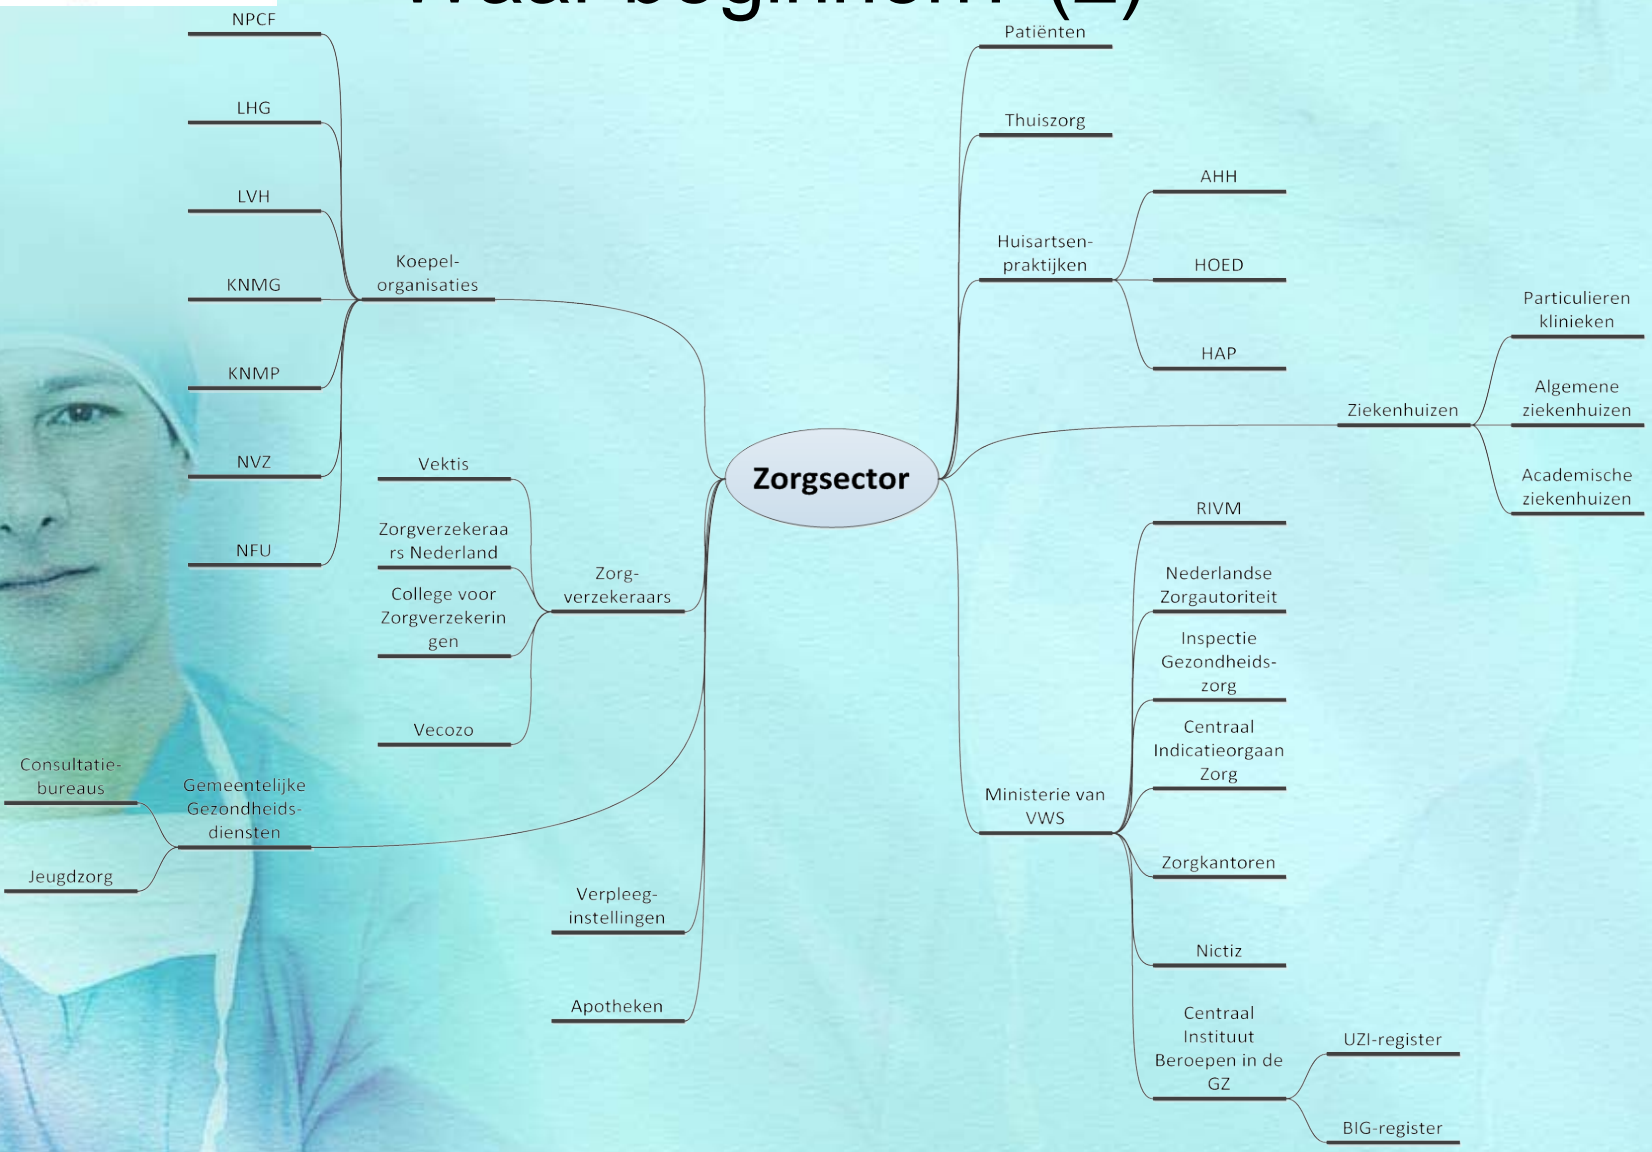 (2)
NPCF
LHG
LVH
KNMG
KNMP
NVZ
NFU
Koepel-
organisaties
Vektis
Zorgverzekeraa
rs Nederland
College voor
Zorgverzekerin
gen
Vecozo
Zorg-
verzekeraars
Consultatie-
bureaus
Jeugdzorg
Gemeentelijke
Gezondheids-
diensten
Verpleeg-
instellingen
Apotheken
Zorgsector
Patiënten
Thuiszorg
Huisartsen-
praktijken
AHH
HOED
HAP
Ziekenhuizen
Particulieren
klinieken
Algemene
ziekenhuizen
Academische
ziekenhuizen
Ministerie van
VWS
RIVM
Nederlandse
Zorgautoriteit
Inspectie
Gezondheids-
zorg
Centraal
Indicatieorgaan
Zorg
Zorgkantoren
Nictiz
Centraal
Instituut
Beroepen in de
GZ
UZI-register
BIG-register